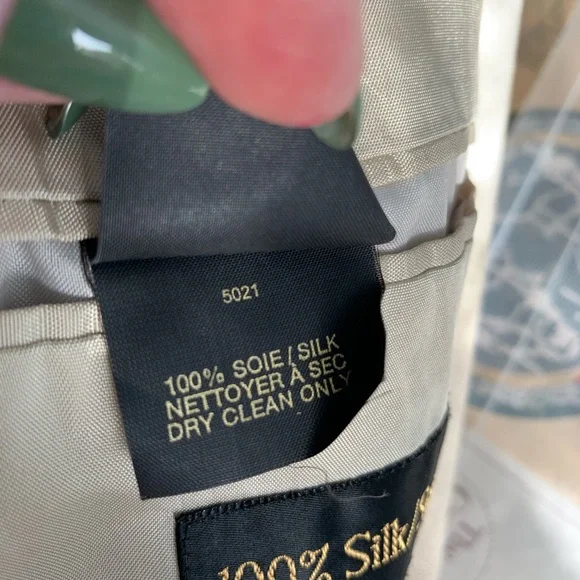 5021
100% SOIE / SILK
NETTOYER À SEC
DRY CLEAN ONLY
100% Silk /